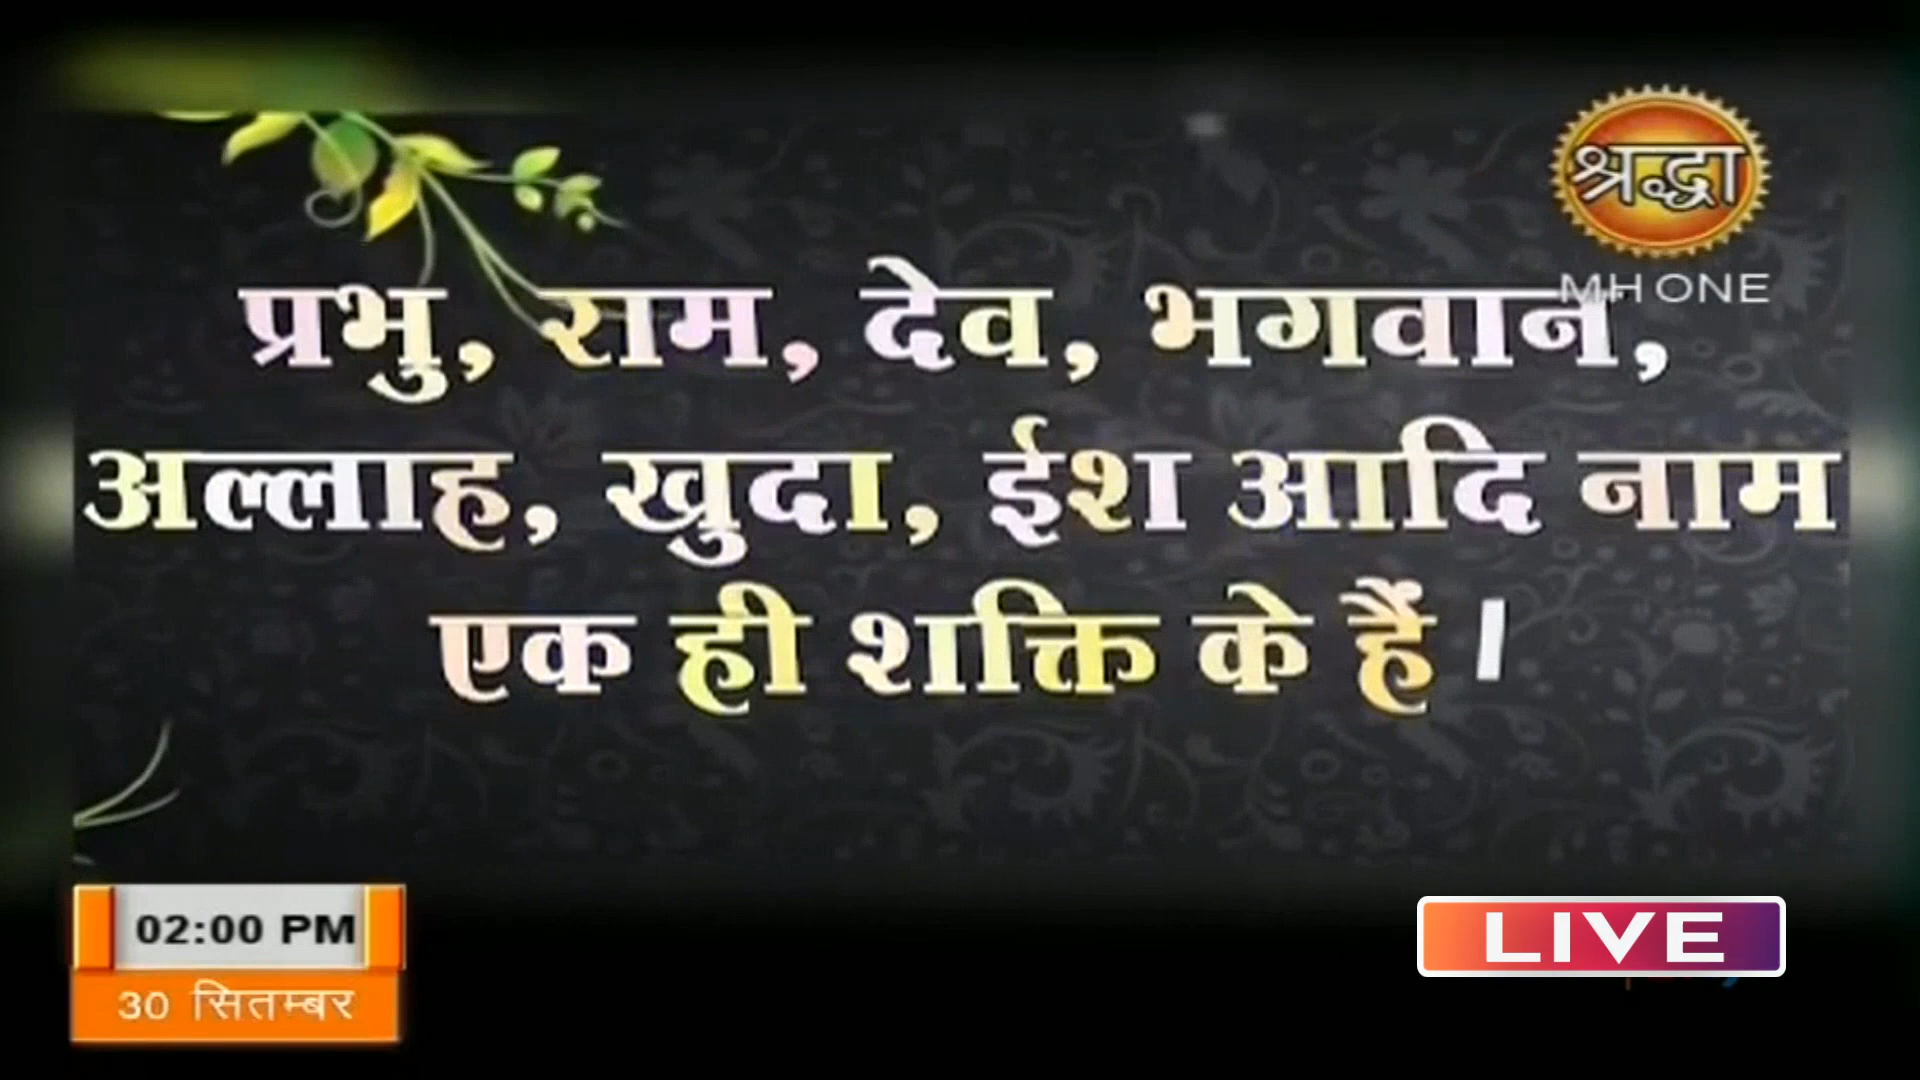 श्रद्धा
MH ONE
प्रभु, राम, देव, भगवान,
अल्लाह, खुदा, ईश आदि नाम
एक ही शक्ति के हैं।
02:00 PM
30 सितम्बर
LIVE